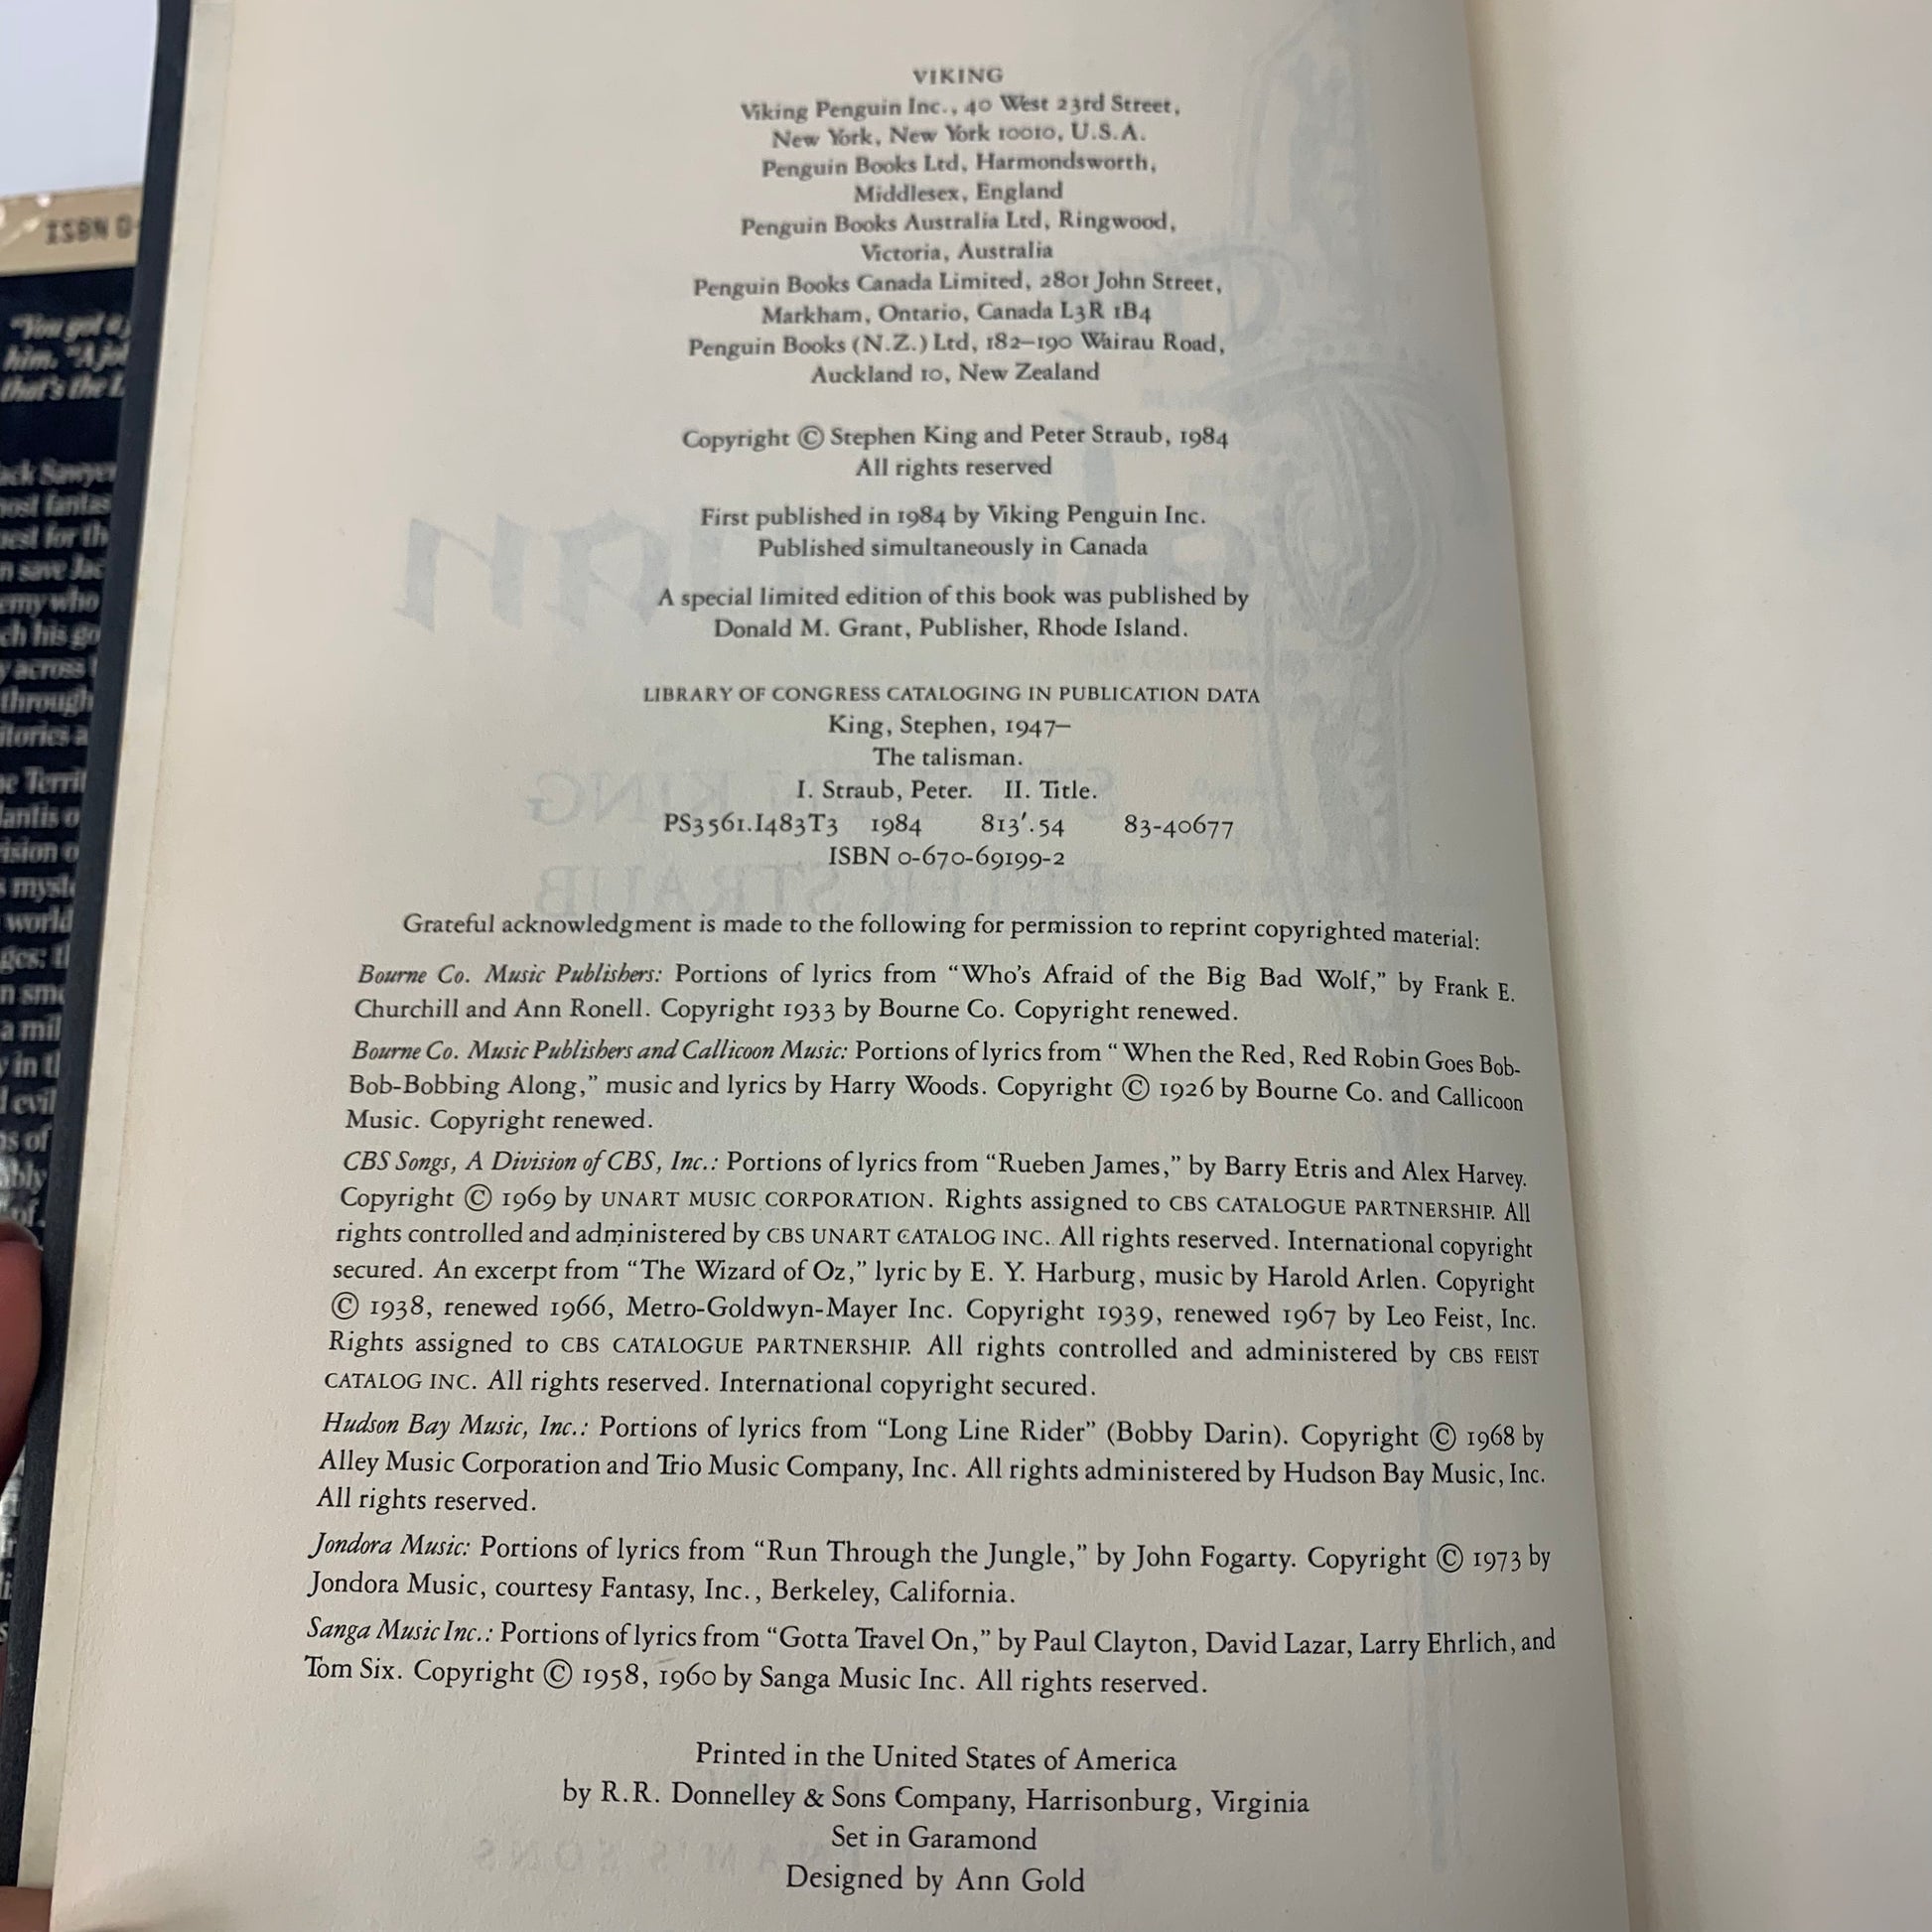 VIKING
Viking Penguin Inc., 40 West 23rd Street,
New York, New York 10010, U.S.A.
Penguin Books Ltd, Harmondsworth,
Middlesex, England
Penguin Books Australia Ltd, Ringwood,
Victoria, Australia
Penguin Books Canada Limited, 2801 John Street,
Markham, Ontario, Canada L3R 1B4
Penguin Books (N.Z.) Ltd, 182–190 Wairau Road,
Auckland 10, New Zealand
Copyright © Stephen King and Peter Straub, 1984
All rights reserved
First published in 1984 by Viking Penguin Inc.
Published simultaneously in Canada
A special limited edition of this book was published by
Donald M. Grant, Publisher, Rhode Island.
LIBRARY OF CONGRESS CATALOGING IN PUBLICATION DATA
King, Stephen, 1947–
The talisman.
I. Straub, Peter. II. Title.
PS3561.I483T3 1984 813′.54 83-40677
ISBN 0-670-69199-2
Grateful acknowledgment is made to the following for permission to reprint copyrighted material:
Bourne Co. Music Publishers: Portions of lyrics from “Who’s Afraid of the Big Bad Wolf,” by Frank E.
Churchill and Ann Ronell. Copyright 1933 by Bourne Co. Copyright renewed.
Bourne Co. Music Publishers and Callicoon Music: Portions of lyrics from “When the Red, Red Robin Goes Bob-
Bob-Bobbing Along,” music and lyrics by Harry Woods. Copyright © 1926 by Bourne Co. and Callicoon
Music. Copyright renewed.
CBS Songs, A Division of CBS, Inc.: Portions of lyrics from “Rueben James,” by Barry Etris and Alex Harvey.
Copyright © 1969 by UNART MUSIC CORPORATION. Rights assigned to CBS CATALOGUE PARTNERSHIP. All
rights controlled and administered by CBS UNART CATALOG INC. All rights reserved. International copyright
secured. An excerpt from “The Wizard of Oz,” lyric by E. Y. Harburg, music by Harold Arlen. Copyright
© 1938, renewed 1966, Metro-Goldwyn-Mayer Inc. Copyright 1939, renewed 1967 by Leo Feist, Inc.
Rights assigned to CBS CATALOGUE PARTNERSHIP. All rights controlled and administered by CBS FEIST
CATALOG INC. All rights reserved. International copyright secured.
Hudson Bay Music, Inc.: Portions of lyrics from “Long Line Rider” (Bobby Darin). Copyright © 1968 by
Alley Music Corporation and Trio Music Company, Inc. All rights administered by Hudson Bay Music, Inc.
All rights reserved.
Jondora Music: Portions of lyrics from “Run Through the Jungle,” by John Fogarty. Copyright © 1973 by
Jondora Music, courtesy Fantasy, Inc., Berkeley, California.
Sanga Music Inc.: Portions of lyrics from “Gotta Travel On,” by Paul Clayton, David Lazar, Larry Ehrlich, and
Tom Six. Copyright © 1958, 1960 by Sanga Music Inc. All rights reserved.
Printed in the United States of America
by R.R. Donnelley & Sons Company, Harrisonburg, Virginia
Set in Garamond
Designed by Ann Gold
ISBN 0-
“You got a
him. “A
that’s the